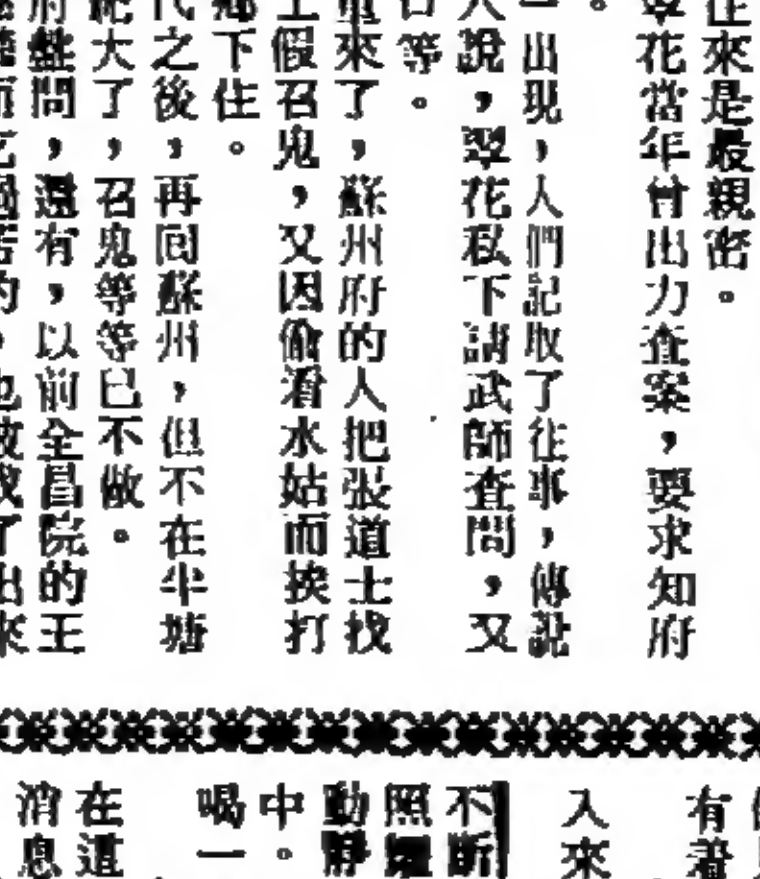 往來是最親密。
翠花當年曾出力查案，要求知府
。
一出現，人們記取了往事，傳說
人說，翠花私下請武師查問，又
召等。
重來了，蘇州府的人把張道士找
士假召鬼，又因偷看水姑而挨打
鄉下住。
代之後，再回蘇州，但不在半塘
紀大了，召鬼等等已不做。
府盤問，還有，以前全昌院的王
的，也被找了出來
有着
入來
不斷
照耀
動靜
中。
喝一
在這
消息